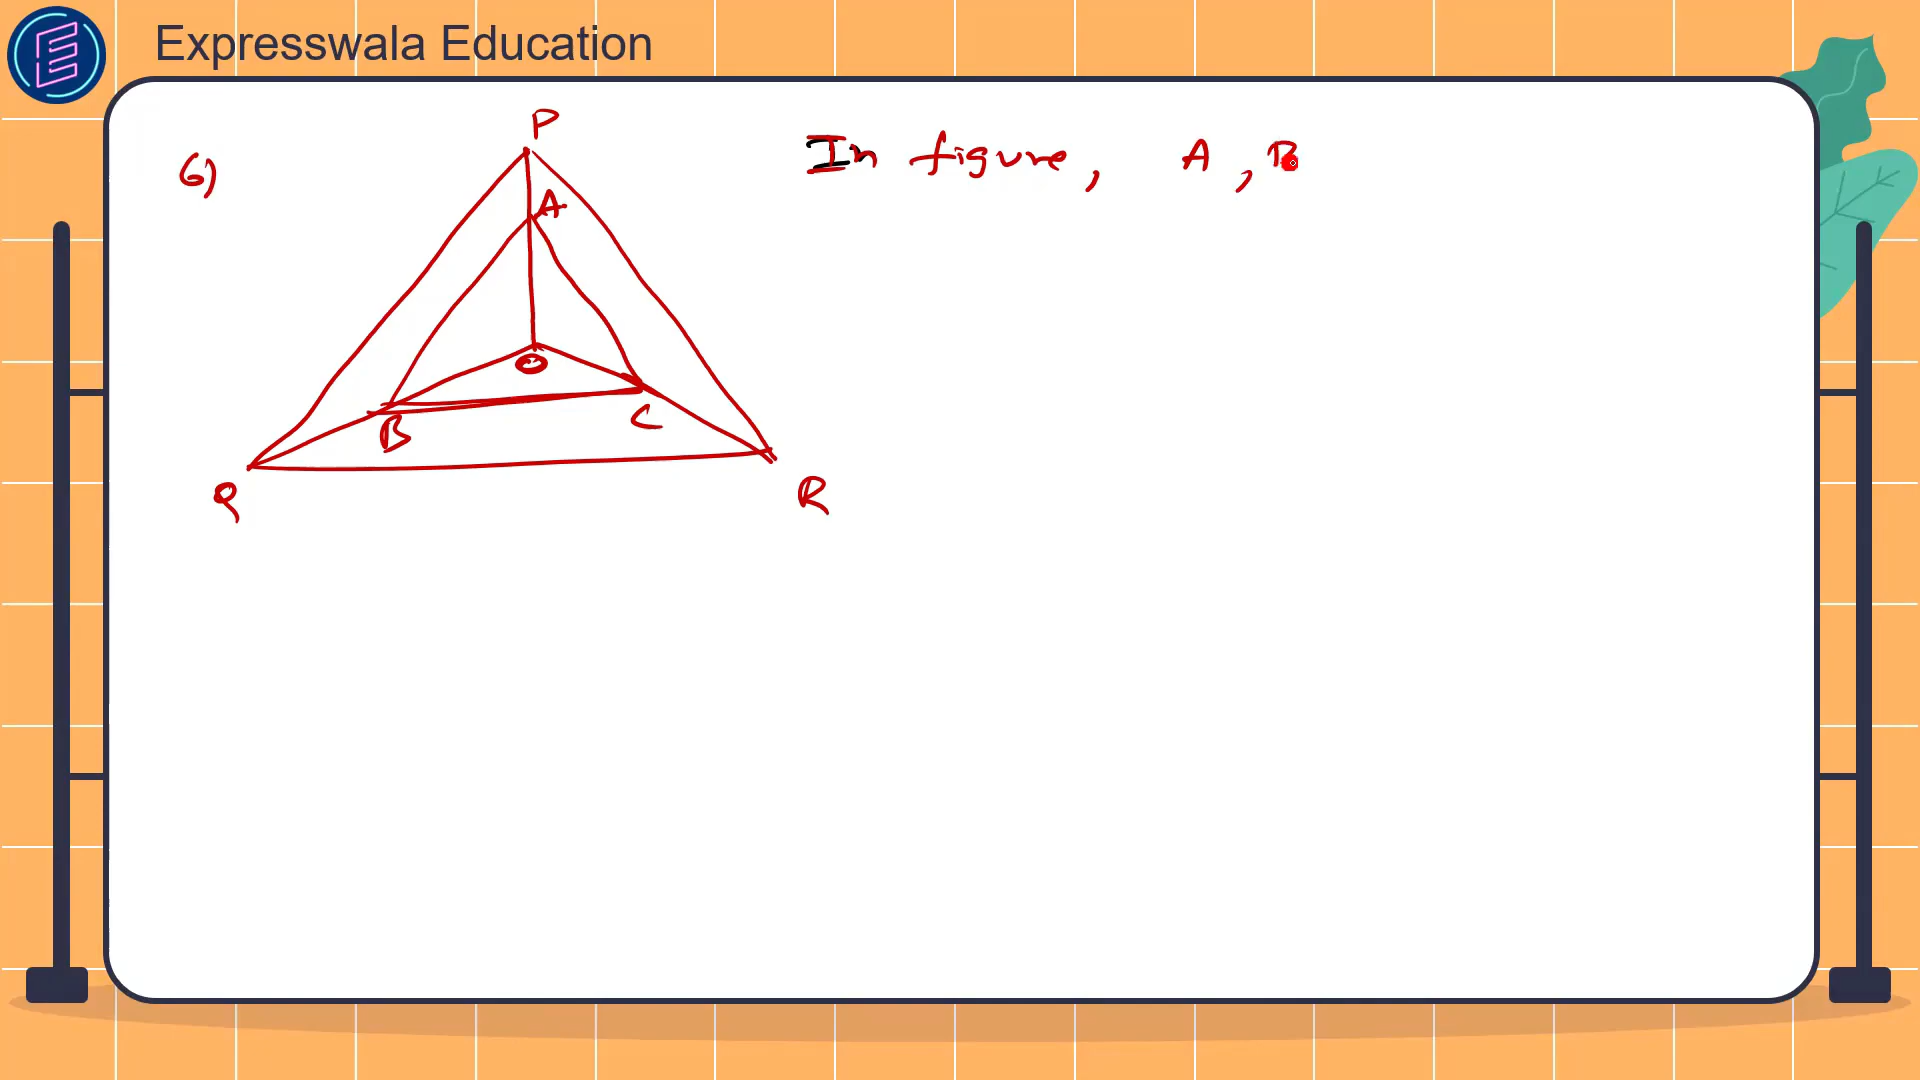 Expresswala Education
6)
P
In figure, A, B
A
O
B
C
Q
R